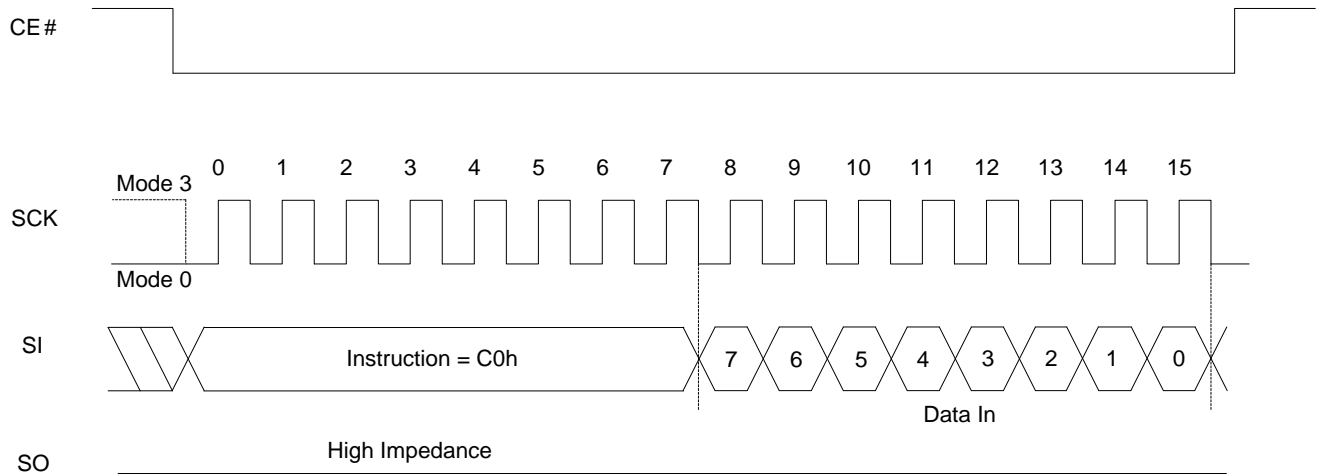 CE#
0 1 2 3 4 5 6 7 8 9 10 11 12 13 14 15
Mode 3
SCK
Mode 0
SI
Instruction = C0h
7 6 5 4 3 2 1 0
Data In
High Impedance
SO